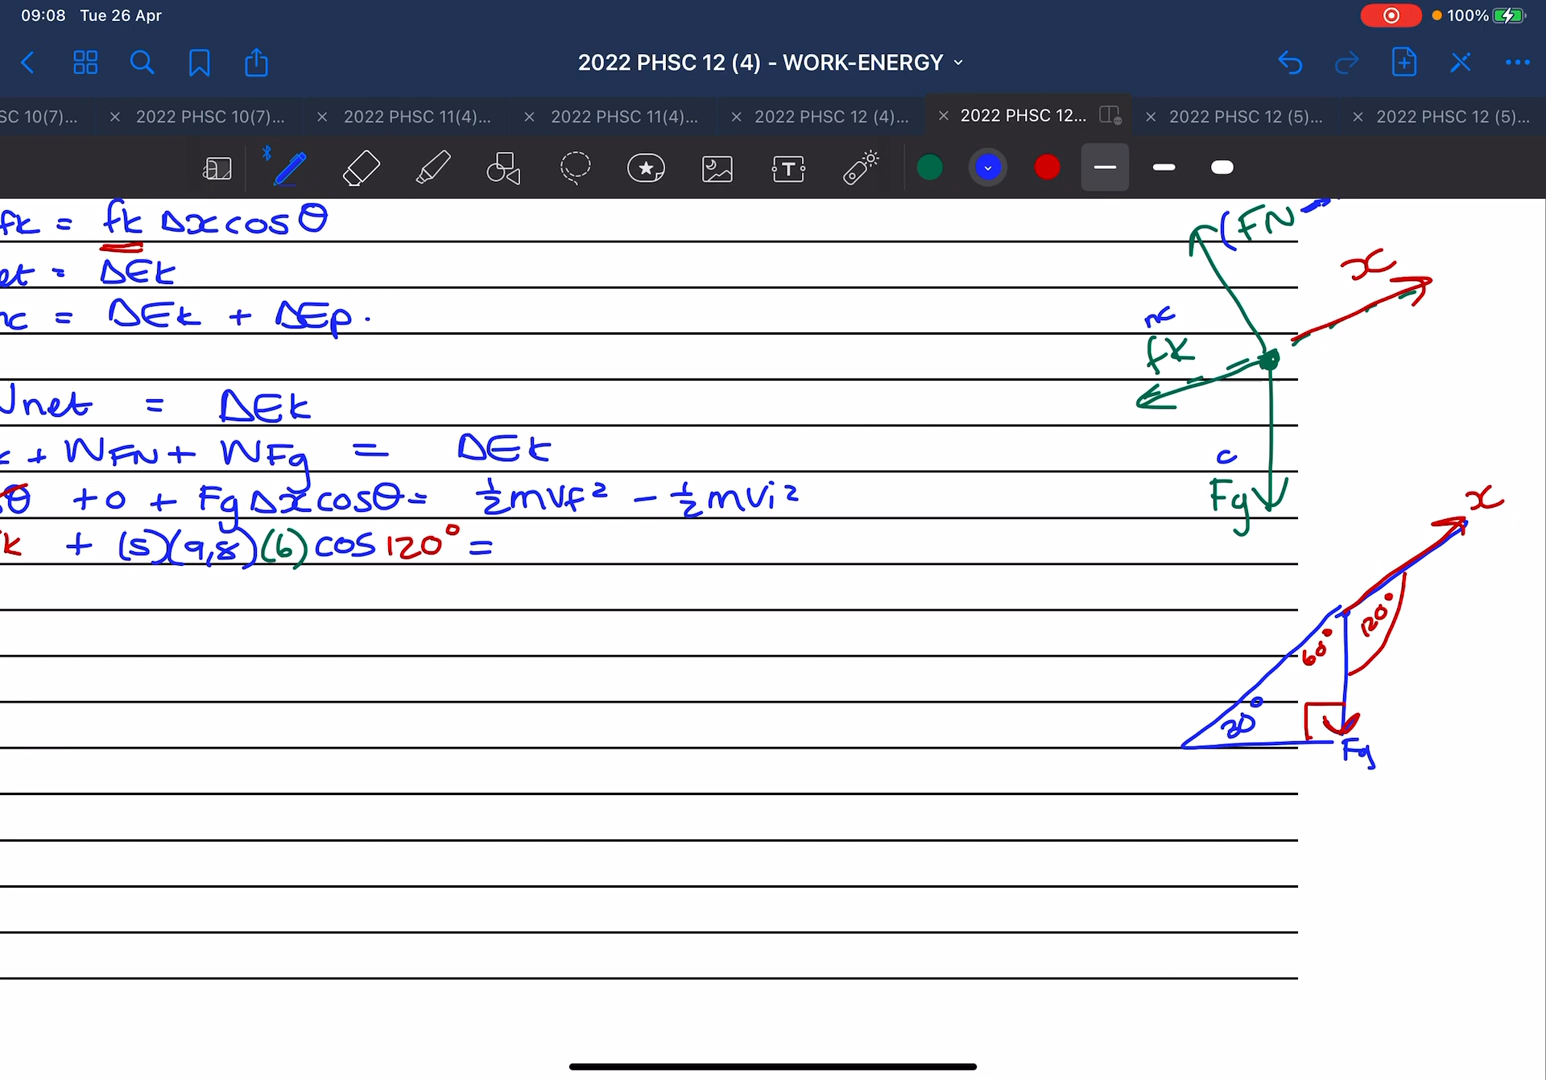 09:08 Tue 26 Apr
100%
2022 PHSC 12 (4) - WORK-ENERGY
SC 10(7)...
2022 PHSC 10(7)...
2022 PHSC 11(4)...
2022 PHSC 11(4)...
2022 PHSC 12 (4)...
2022 PHSC 12...
2022 PHSC 12 (5)...
2022 PHSC 12 (5)...
fk = fk Δx cos θ
et = ΔEk
nc = ΔEk + ΔEp.
Wnet = ΔEk
k + WFN + WFg = ΔEk
sθ + 0 + Fg Δx cosθ = ½mvf² - ½mvi²
k + (5)(9,8)(6) cos 120° =
(FN
x
nc
fk
c
Fg
x
120°
60°
30°
Fg